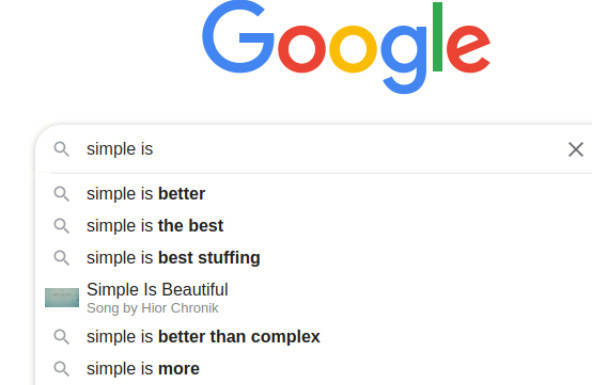 Google
simple is
simple is better
simple is the best
simple is best stuffing
Simple Is Beautiful
Song by Hior Chronik
simple is better than complex
simple is more